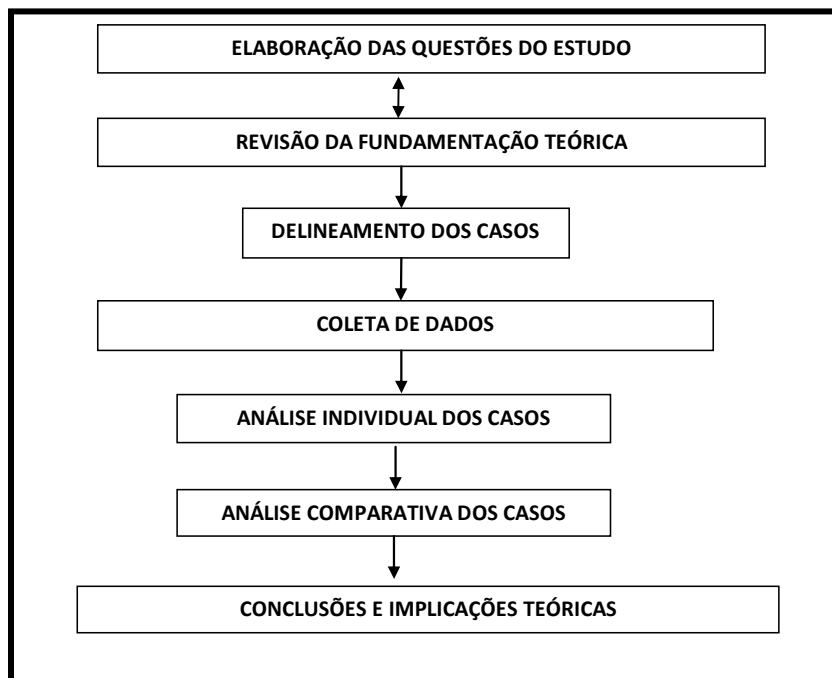 ELABORAÇÃO DAS QUESTÕES DO ESTUDO
REVISÃO DA FUNDAMENTAÇÃO TEÓRICA
DELINEAMENTO DOS CASOS
COLETA DE DADOS
ANÁLISE INDIVIDUAL DOS CASOS
ANÁLISE COMPARATIVA DOS CASOS
CONCLUSÕES E IMPLICAÇÕES TEÓRICAS